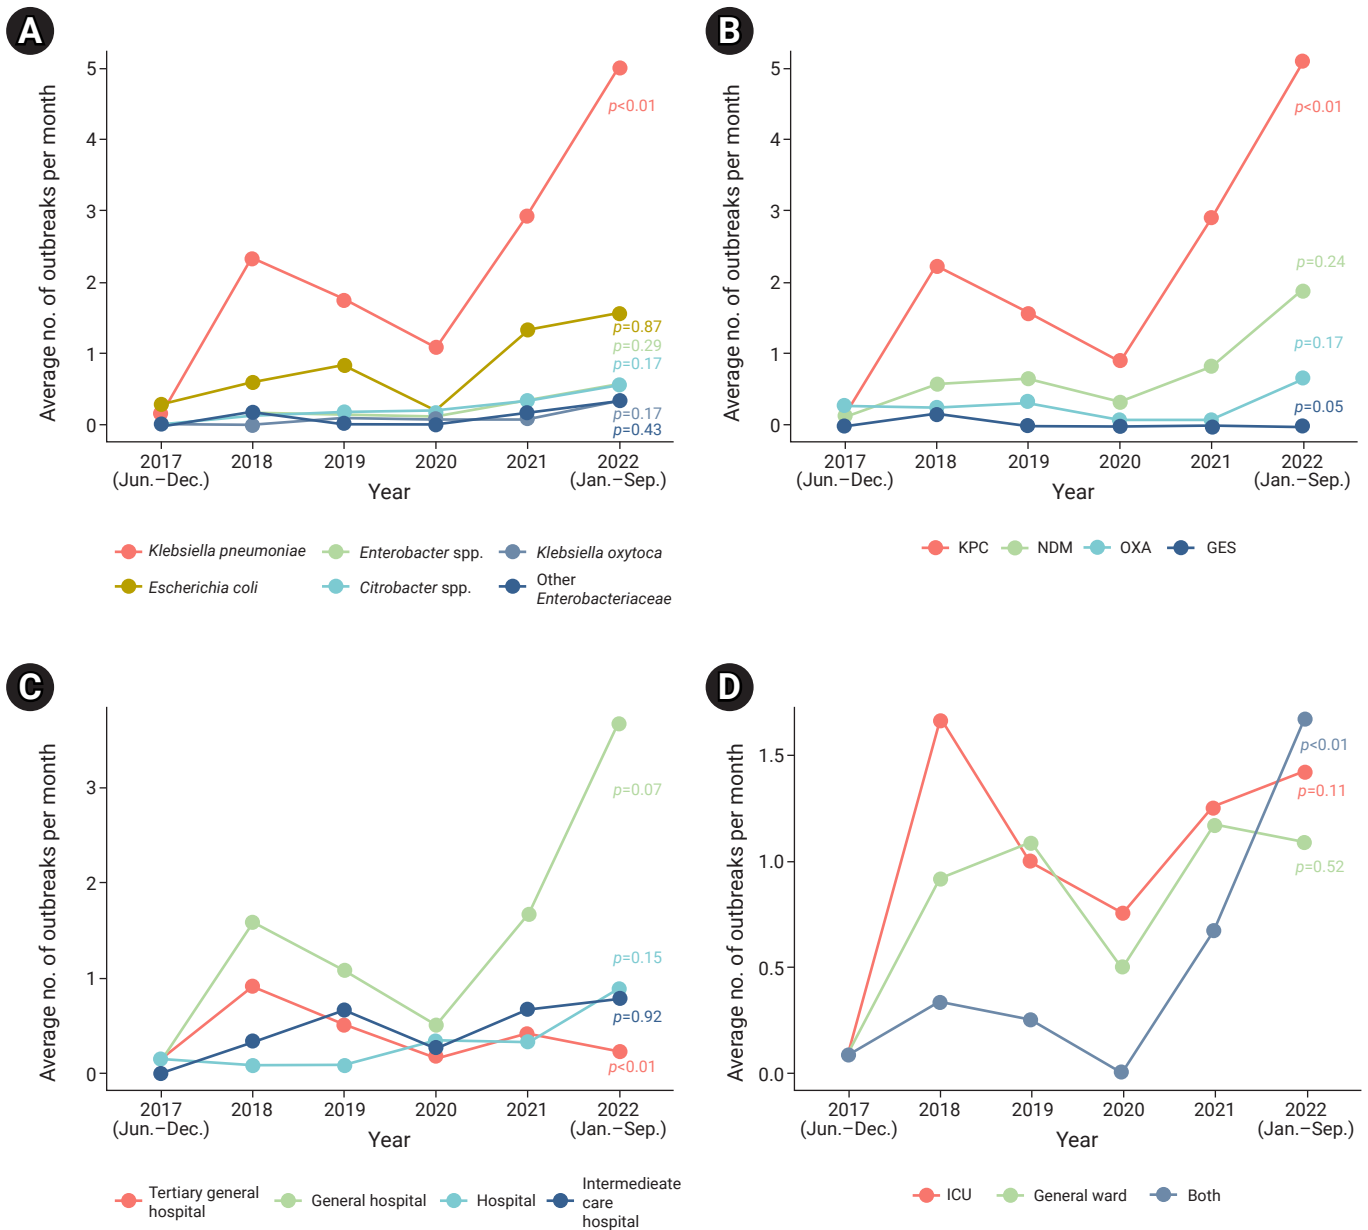 A
Average no. of outbreaks per month
5
4
3
2
1
0
p<0.01
p=0.87
p=0.29
p=0.17
p=0.17
p=0.43
2017 2018 2019 2020 2021 2022
(Jun.–Dec.) (Jan.–Sep.)
Year
Klebsiella pneumoniae Enterobacter spp. Klebsiella oxytoca
Escherichia coli Citrobacter spp. Other
Enterobacteriaceae
B
Average no. of outbreaks per month
5
4
3
2
1
0
p<0.01
p=0.24
p=0.17
p=0.05
2017 2018 2019 2020 2021 2022
(Jun.–Dec.) (Jan.–Sep.)
Year
KPC NDM OXA GES
C
Average no. of outbreaks per month
3
2
1
0
p=0.07
p=0.15
p=0.92
p<0.01
2017 2018 2019 2020 2021 2022
(Jun.–Dec.) (Jan.–Sep.)
Year
Tertiary general
hospital
General hospital
Hospital
Intermedieate
care
hospital
D
Average no. of outbreaks per month
1.5
1.0
0.5
0.0
p<0.01
p=0.11
p=0.52
2017 2018 2019 2020 2021 2022
(Jun.–Dec.) (Jan.–Sep.)
Year
ICU General ward Both